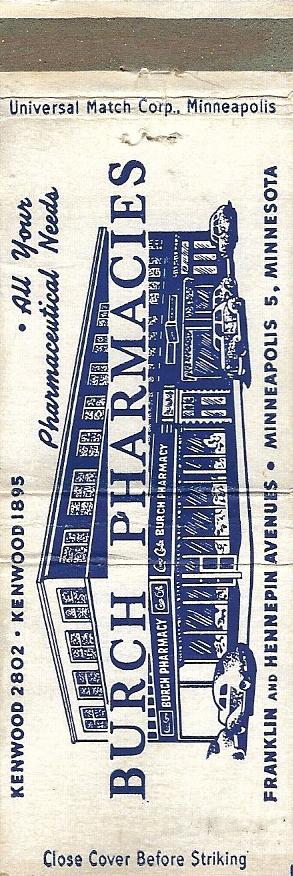 Universal Match Corp., Minneapolis
• All Your
Pharmaceutical Needs
KENWOOD 2802 • KENWOOD 1895
BURCH PHARMACIES
BURCH PHARMACY
BURCH PHARMACY
FRANKLIN AND HENNEPIN AVENUES • MINNEAPOLIS 5, MINNESOTA
Close Cover Before Striking